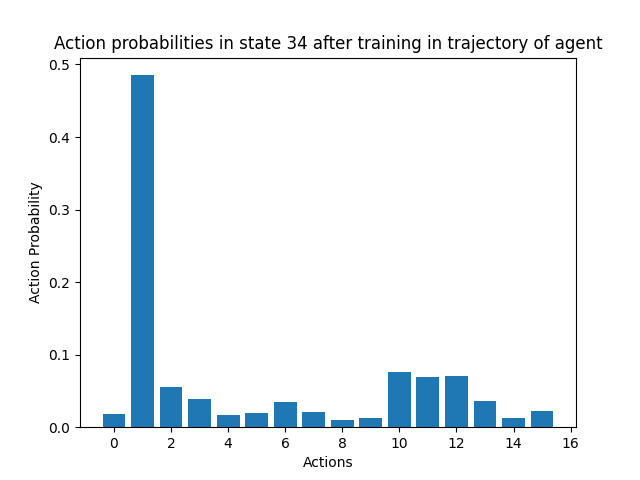 Action probabilities in state 34 after training in trajectory of agent
0.5
0.4
0.3
0.2
0.1
0.0
Action Probability
0 2 4 6 8 10 12 14 16
Actions